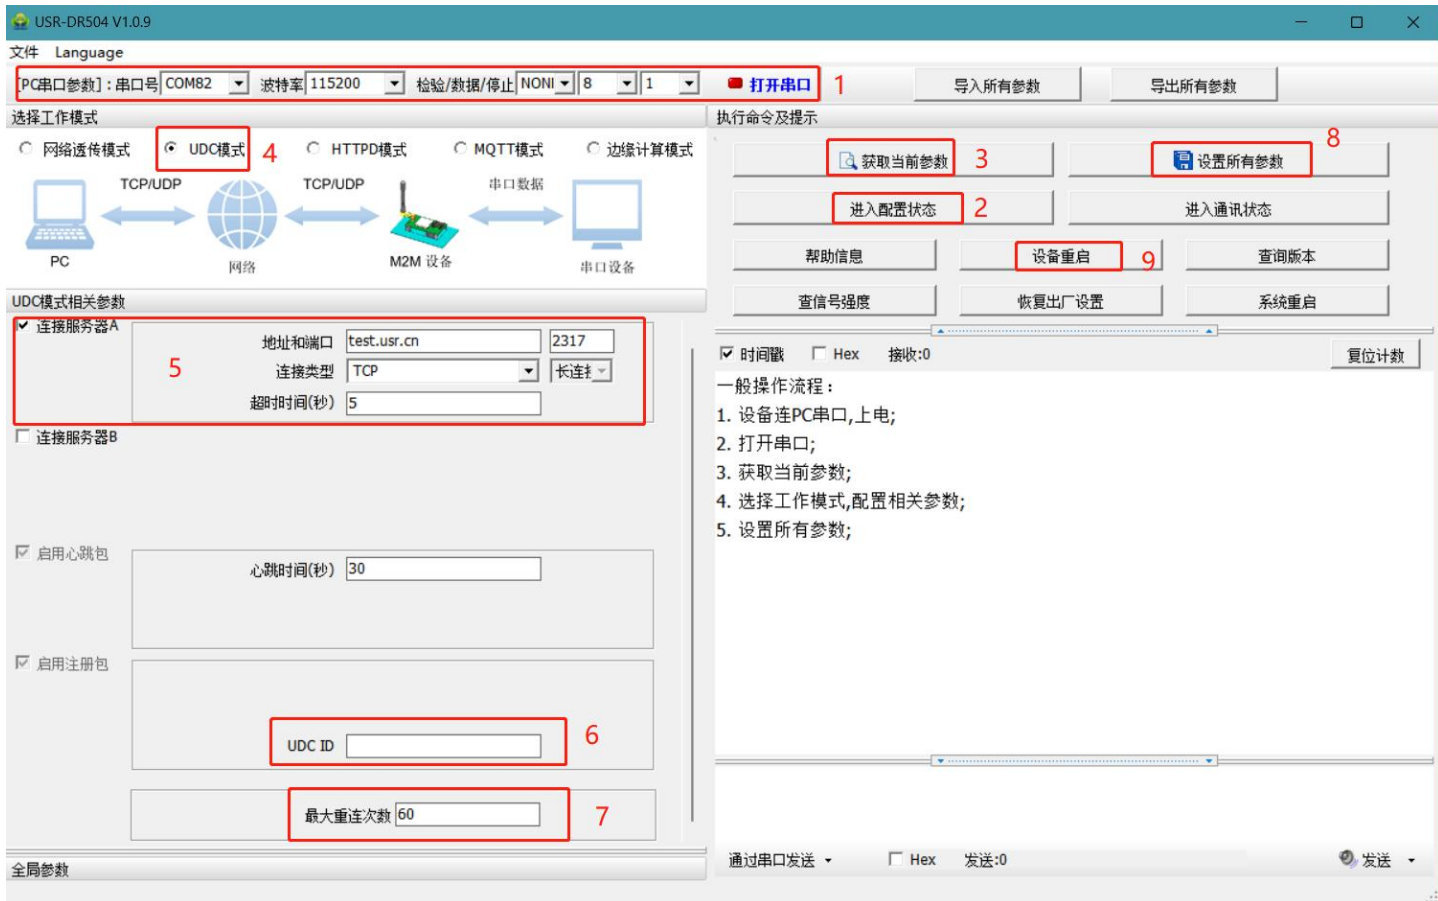 USR-DR504 V1.0.9
文件 Language
[PC串口参数]：串口号 COM82 波特率 115200 检验/数据/停止 NONI 8 1 打开串口 1 导入所有参数 导出所有参数
选择工作模式 执行命令及提示
网络透传模式 UDC模式 4 HTTPD模式 MQTT模式 边缘计算模式
获取当前参数 3 设置所有参数 8
TCP/UDP TCP/UDP 串口数据
进入配置状态 2 进入通讯状态
PC 网络 M2M 设备 串口设备
帮助信息 设备重启 9 查询版本
UDC模式相关参数
查信号强度 恢复出厂设置 系统重启
连接服务器A
地址和端口 test.usr.cn 2317
5 连接类型 TCP 长连接
超时时间(秒) 5
连接服务器B
时间戳 Hex 接收:0 复位计数
一般操作流程：
1. 设备连PC串口,上电;
2. 打开串口;
3. 获取当前参数;
4. 选择工作模式,配置相关参数;
5. 设置所有参数;
启用心跳包
心跳时间(秒) 30
启用注册包
UDC ID 6
最大重连次数 60 7
全局参数
通过串口发送 Hex 发送:0 发送